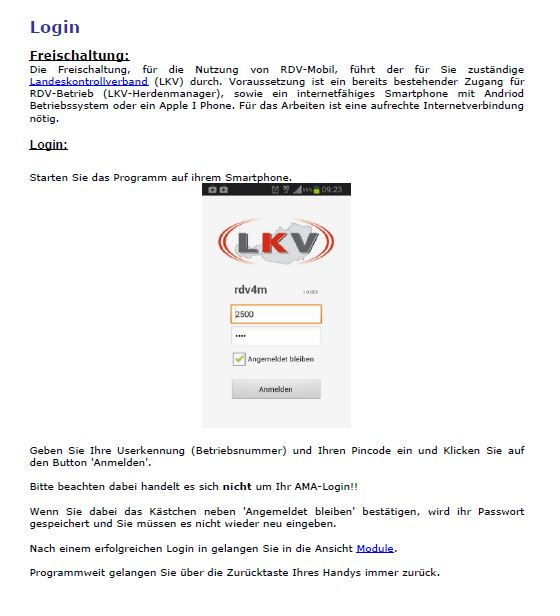 Login
Freischaltung:
Die Freischaltung, für die Nutzung von RDV-Mobil, führt der für Sie zuständige
Landeskontrollverband (LKV) durch. Voraussetzung ist ein bereits bestehender Zugang für
RDV-Betrieb (LKV-Herdenmanager), sowie ein internetfähiges Smartphone mit Andriod
Betriebssystem oder ein Apple I Phone. Für das Arbeiten ist eine aufrechte Internetverbindung
nötig.
Login:
Starten Sie das Programm auf ihrem Smartphone.
09:23
LKV
rdv4m
2500
••••
Angemeldet bleiben
Anmelden
Geben Sie Ihre Userkennung (Betriebsnummer) und Ihren Pincode ein und Klicken Sie auf
den Button 'Anmelden'.
Bitte beachten dabei handelt es sich nicht um Ihr AMA-Login!!
Wenn Sie dabei das Kästchen neben 'Angemeldet bleiben' bestätigen, wird ihr Passwort
gespeichert und Sie müssen es nicht wieder neu eingeben.
Nach einem erfolgreichen Login in gelangen Sie in die Ansicht Module.
Programmweit gelangen Sie über die Zurücktaste Ihres Handys immer zurück.